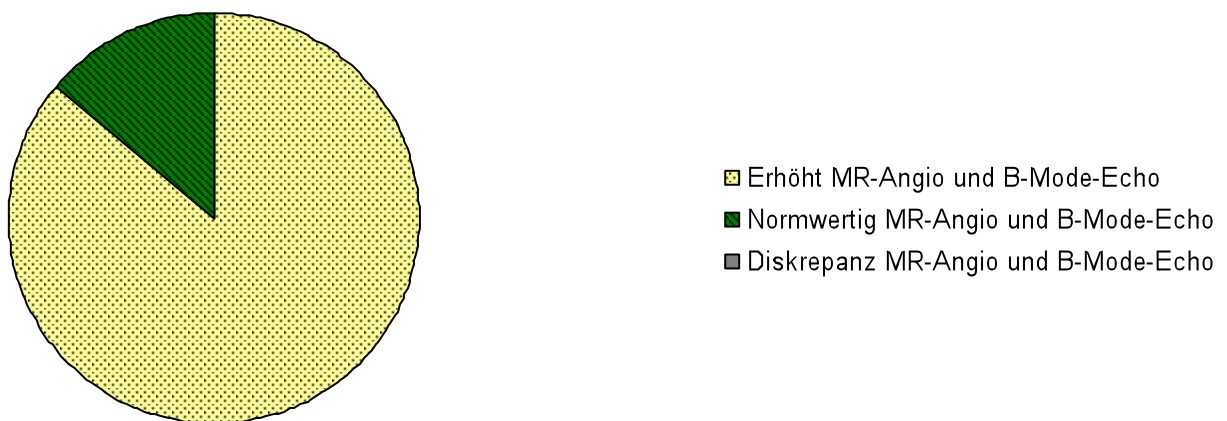 Erhöht MR-Angio und B-Mode-Echo
Normwertig MR-Angio und B-Mode-Echo
Diskrepanz MR-Angio und B-Mode-Echo